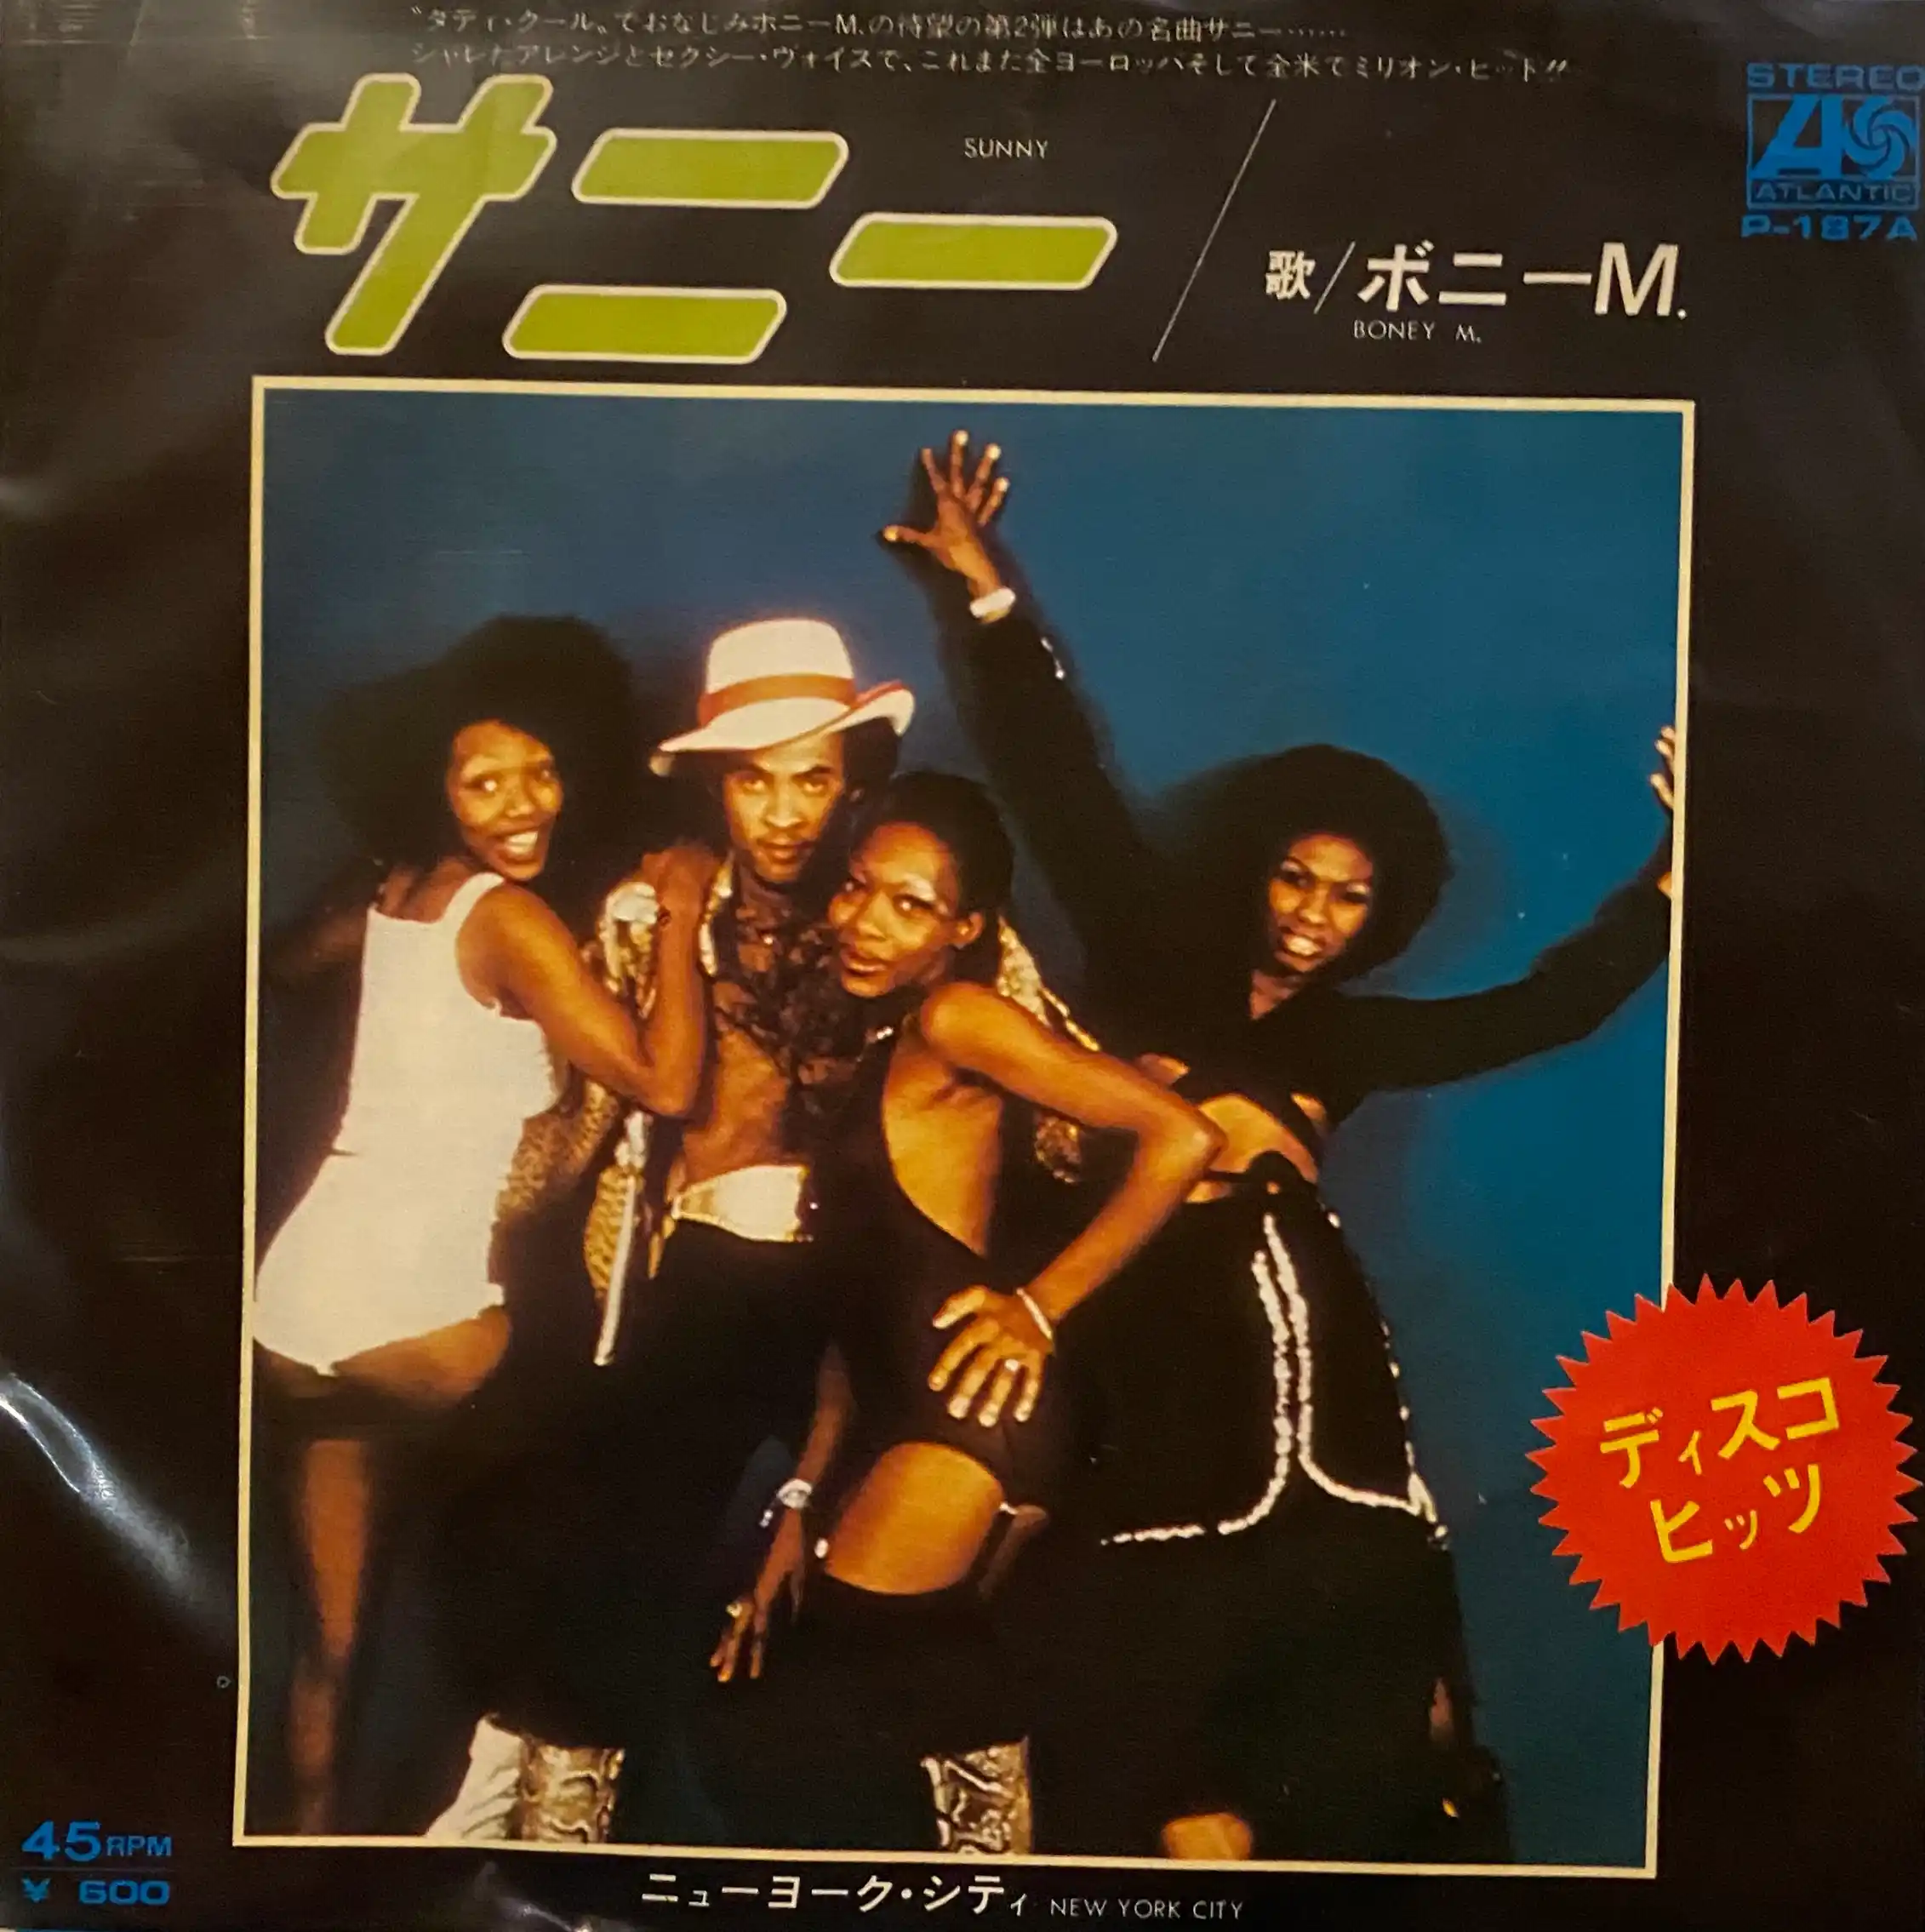 “ダディ・クール„でおなじみボニーM.の待望の第2弾はあの名曲サニー……
シャレたアレンジとセクシー・ヴォイスで、これまた全ヨーロッパそして全米でミリオン・ヒット!!
サニー
SUNNY
歌/ボニーM.
BONEY M.
STEREO
ATLANTIC
P-187A
ディスコ
ヒッツ
45RPM
¥ 600
ニューヨーク・シティ NEW YORK CITY